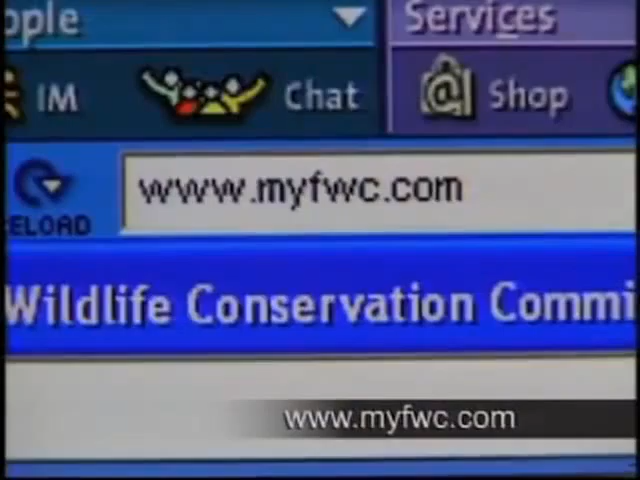 ople Services
IM Chat @ Shop
www.myfwc.com
ELOAD
Wildlife Conservation Commi
www.myfwc.com